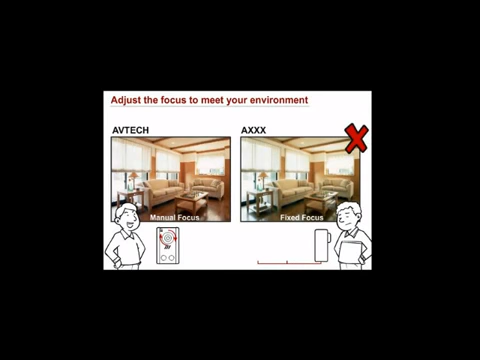 Adjust the focus to meet your environment
AVTECH
AXXX
Manual Focus
Fixed Focus